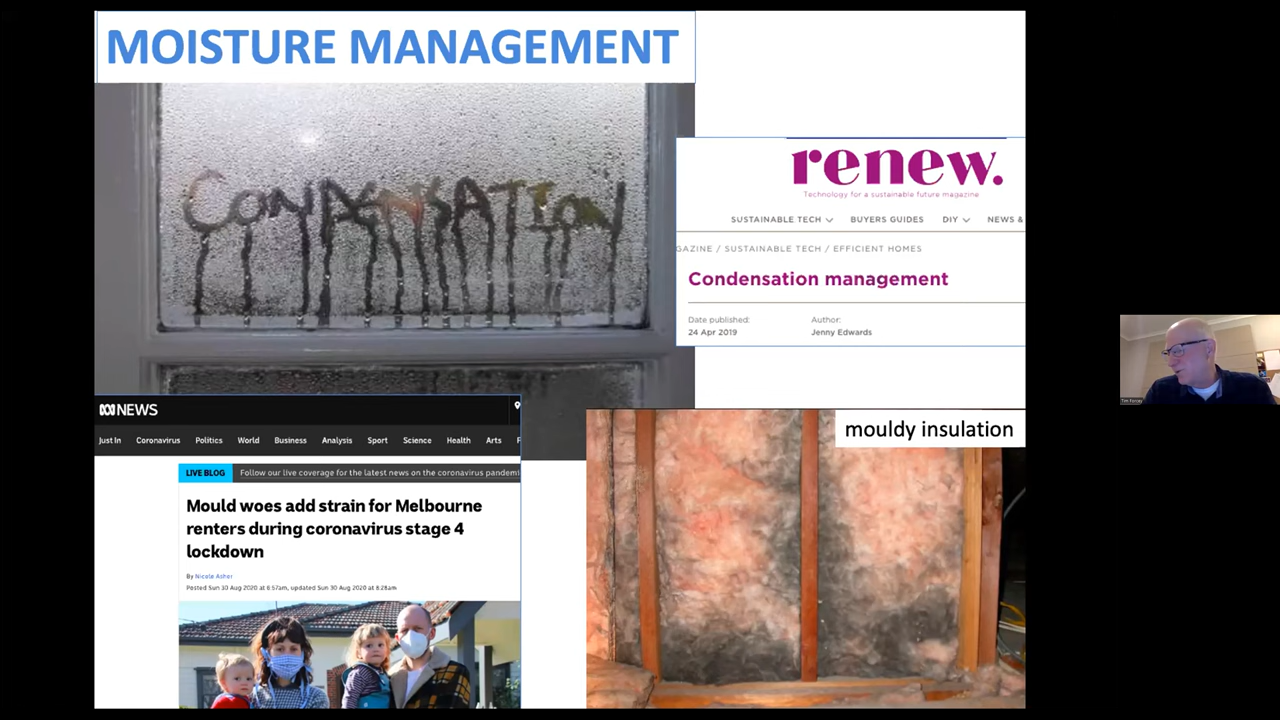 MOISTURE MANAGEMENT
CONDENSATION
renew.
Technology for a sustainable future magazine
SUSTAINABLE TECH
BUYERS GUIDES
DIY
NEWS &
GAZINE / SUSTAINABLE TECH / EFFICIENT HOMES
Condensation management
Date published:
24 Apr 2019
Author:
Jenny Edwards
NEWS
Just In Coronavirus Politics World Business Analysis Sport Science Health Arts
LIVE BLOG
Follow our live coverage for the latest news on the coronavirus pandemi
Mould woes add strain for Melbourne
renters during coronavirus stage 4
lockdown
By Nicole Asher
Posted Sun 30 Aug 2020 at 6:57am, updated Sun 30 Aug 2020 at 8:28am
mouldy insulation